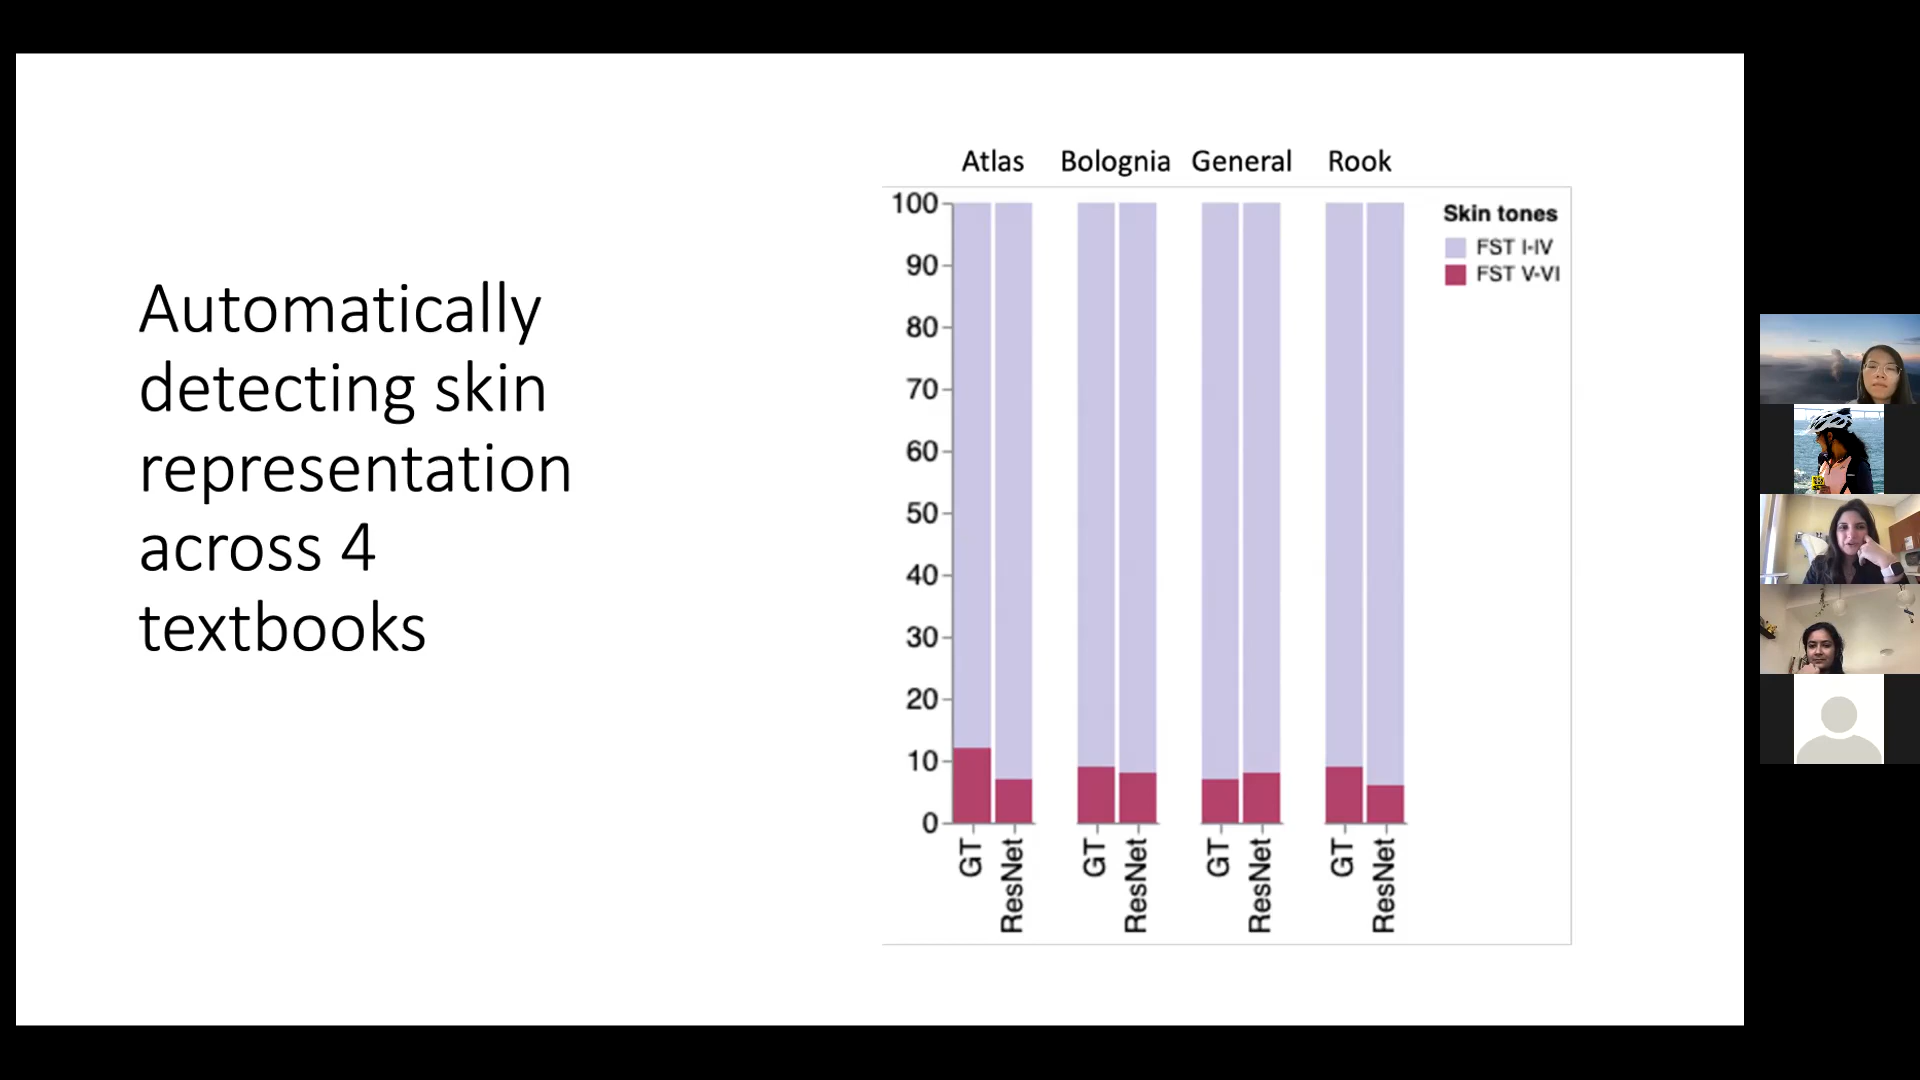 Automatically
detecting skin
representation
across 4
textbooks
Atlas Bolognia General Rook
100
90
80
70
60
50
40
30
20
10
0
GT
ResNet
GT
ResNet
GT
ResNet
GT
ResNet
Skin tones
FST I-IV
FST V-VI